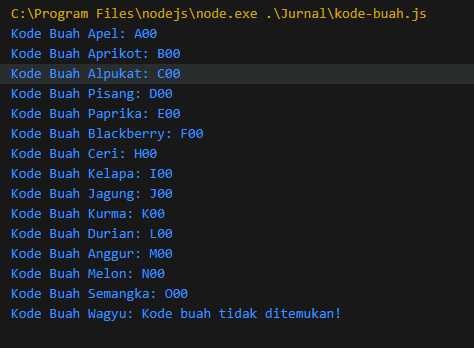 C:\Program Files\nodejs\node.exe .\Jurnal\kode-buah.js
Kode Buah Apel: A00
Kode Buah Aprikot: B00
Kode Buah Alpukat: C00
Kode Buah Pisang: D00
Kode Buah Paprika: E00
Kode Buah Blackberry: F00
Kode Buah Ceri: H00
Kode Buah Kelapa: I00
Kode Buah Jagung: J00
Kode Buah Kurma: K00
Kode Buah Durian: L00
Kode Buah Anggur: M00
Kode Buah Melon: N00
Kode Buah Semangka: O00
Kode Buah Wagyu: Kode buah tidak ditemukan!